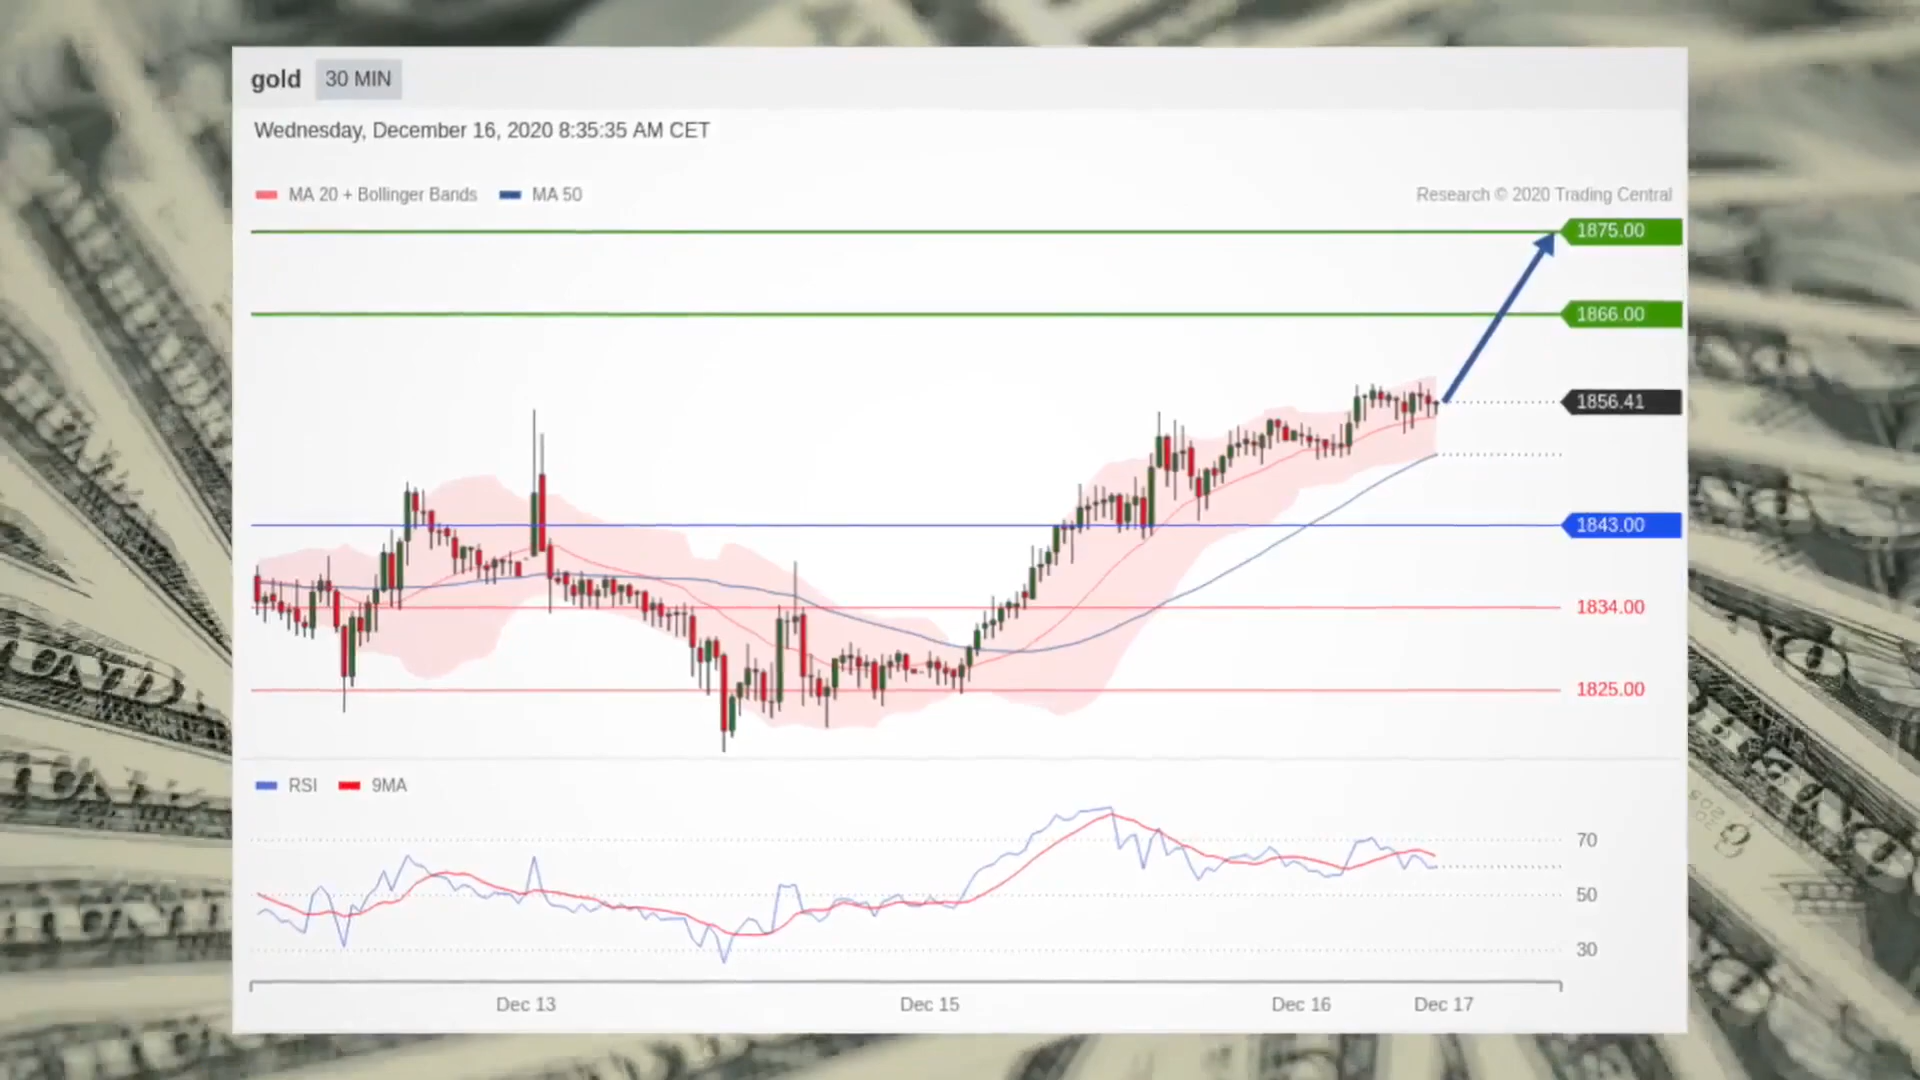 gold 30 MIN
Wednesday, December 16, 2020 8:35:35 AM CET
MA 20 + Bollinger Bands MA 50 Research © 2020 Trading Central
1875.00
1866.00
1856.41
1843.00
1834.00
1825.00
RSI 9MA
70
50
30
Dec 13 Dec 15 Dec 16 Dec 17